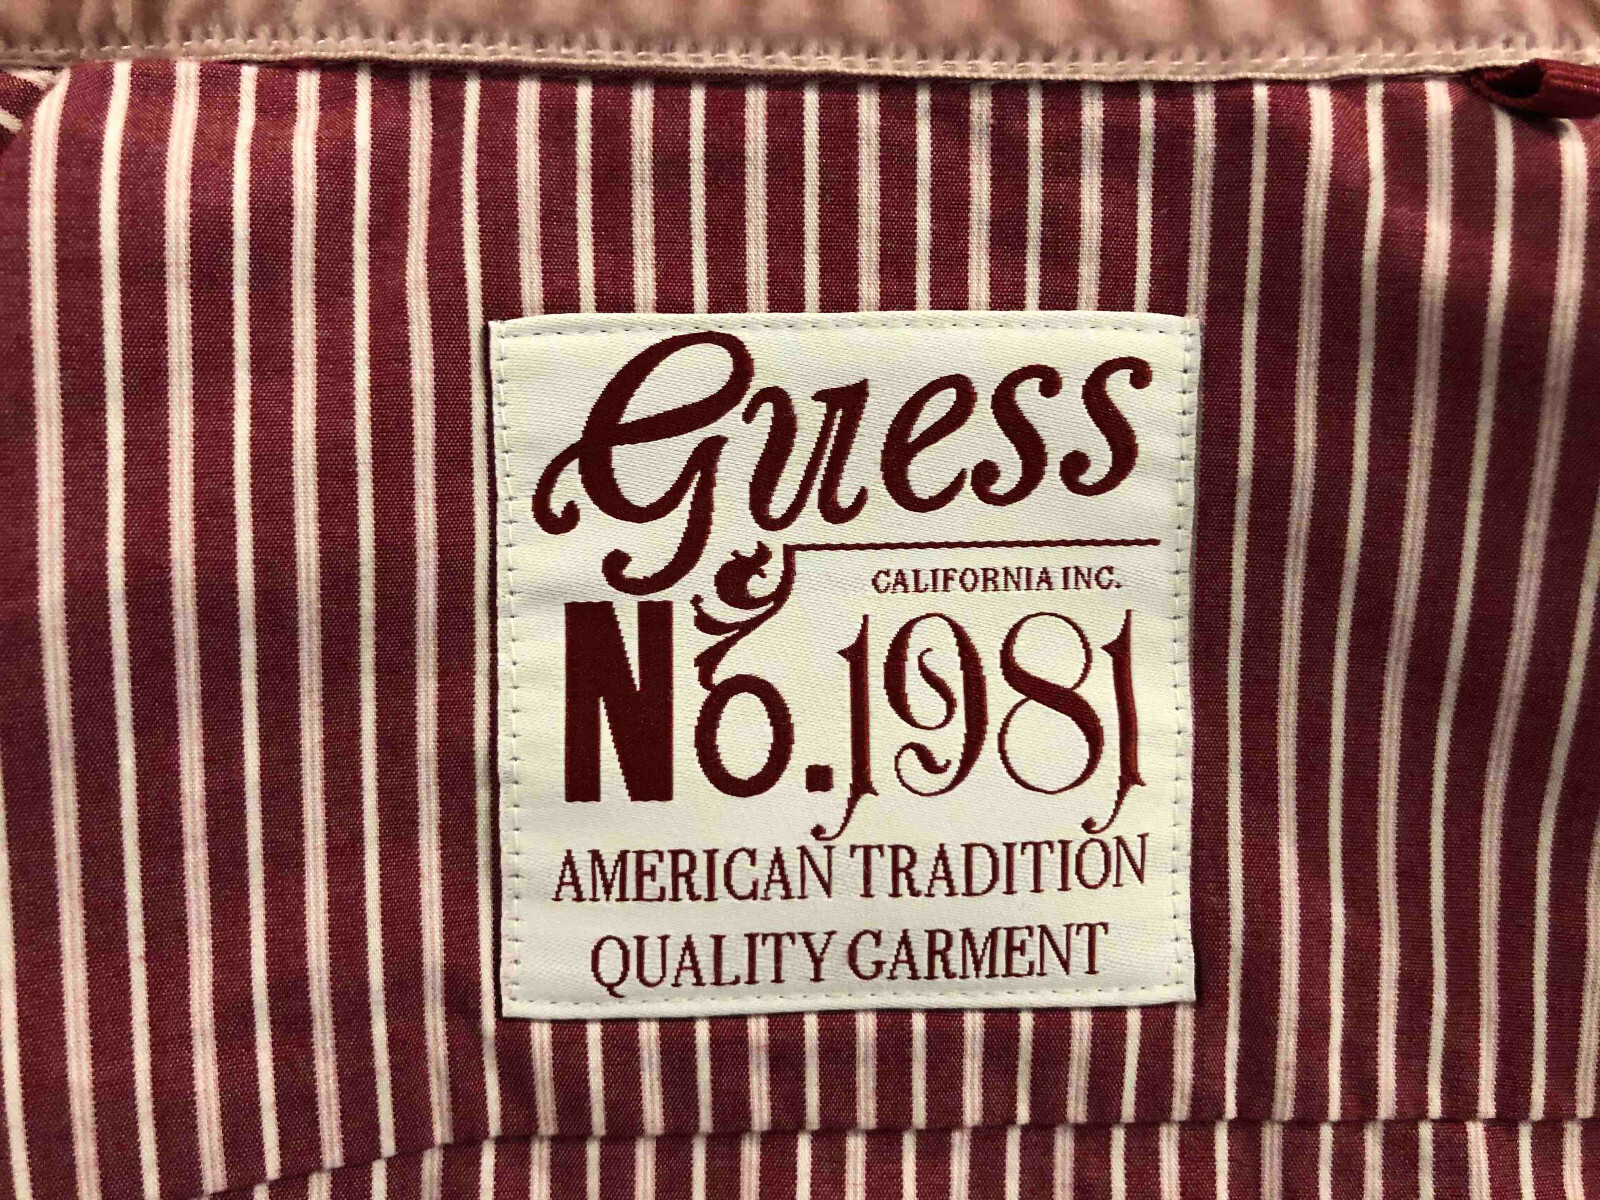 Guess
CALIFORNIA INC.
No. 1981
AMERICAN TRADITION
QUALITY GARMENT